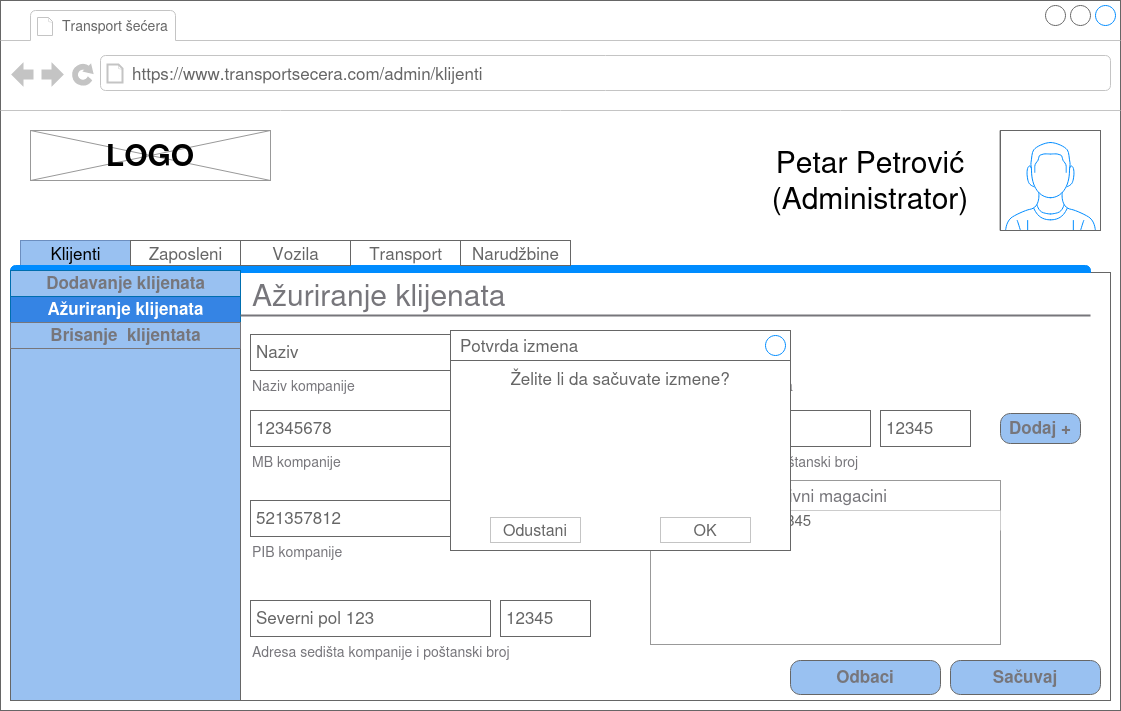 Transport šećera
https://www.transportsecera.com/admin/klijenti
LOGO
Petar Petrović
(Administrator)
Klijenti
Zaposleni
Vozila
Transport
Narudžbine
Dodavanje klijenata
Ažuriranje klijenata
Brisanje klijentata
Ažuriranje klijenata
Naziv
Naziv kompanije
12345678
MB kompanije
521357812
PIB kompanije
Severni pol 123
12345
Adresa sedišta kompanije i poštanski broj
Potvrda izmena
Želite li da sačuvate izmene?
Odustani
OK
12345
Dodaj +
štanski broj
vni magacini
345
Odbaci
Sačuvaj